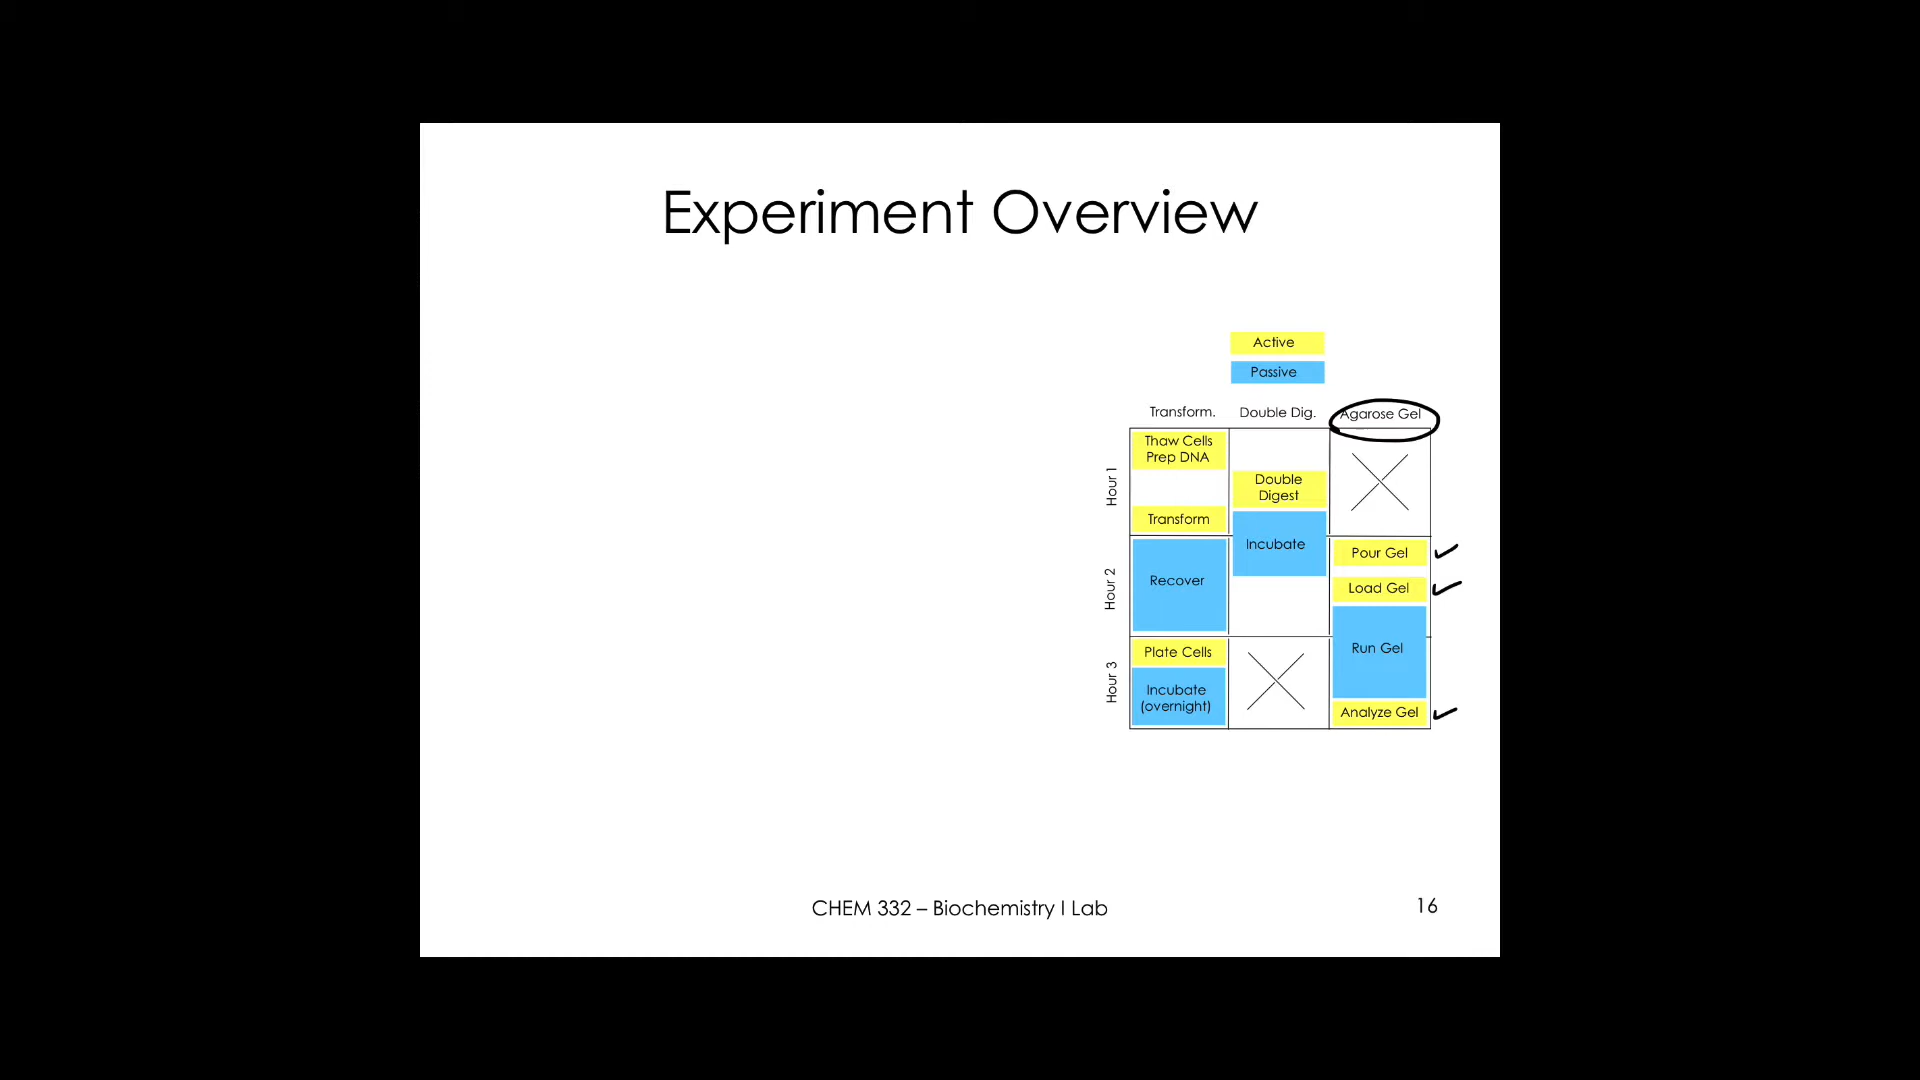 Experiment Overview
Active
Passive
Transform.
Double Dig.
Agarose Gel
Hour 1
Thaw Cells
Prep DNA
Transform
Double
Digest
Incubate
Hour 2
Recover
Pour Gel
Load Gel
Run Gel
Hour 3
Plate Cells
Incubate
(overnight)
Analyze Gel
CHEM 332 – Biochemistry I Lab
16